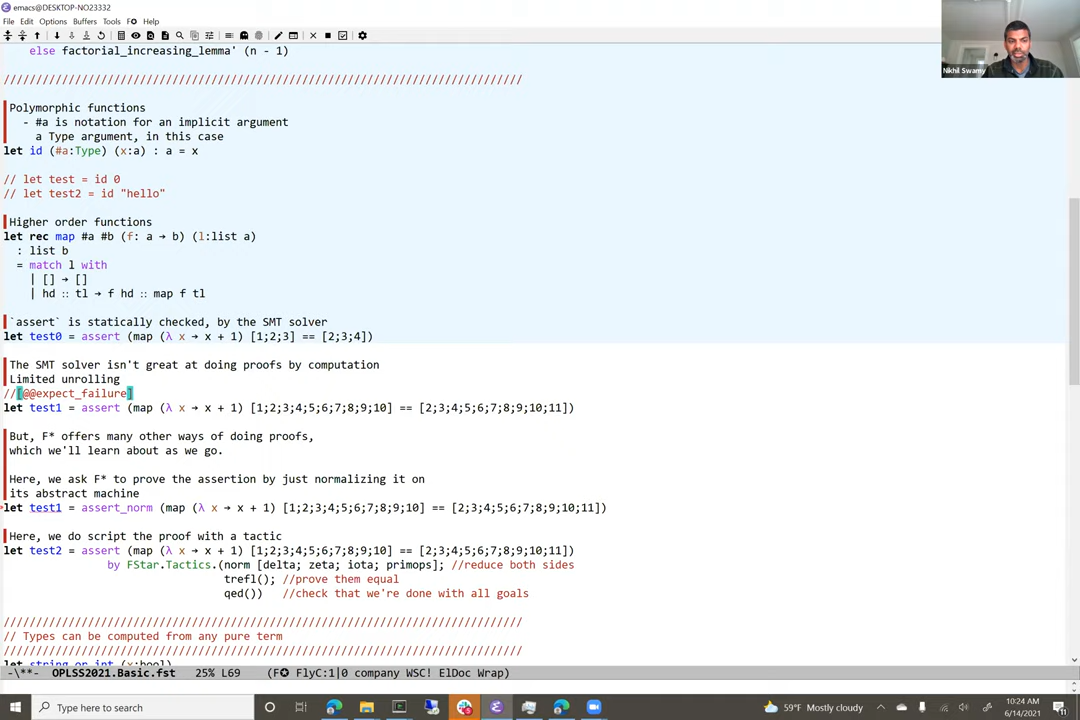 emacs@DESKTOP-NO23332
File Edit Options Buffers Tools F✪ Help
else factorial_increasing_lemma' (n - 1)
////////////////////////////////////////////////////////////////////////////////
Polymorphic functions
- #a is notation for an implicit argument
a Type argument, in this case
let id (#a:Type) (x:a) : a = x
// let test = id 0
// let test2 = id "hello"
Higher order functions
let rec map #a #b (f: a → b) (l:list a)
: list b
= match l with
| [] → []
| hd :: tl → f hd :: map f tl
`assert` is statically checked, by the SMT solver
let test0 = assert (map (λ x → x + 1) [1;2;3] == [2;3;4])
The SMT solver isn't great at doing proofs by computation
Limited unrolling
//[@@expect_failure]
let test1 = assert (map (λ x → x + 1) [1;2;3;4;5;6;7;8;9;10] == [2;3;4;5;6;7;8;9;10;11])
But, F* offers many other ways of doing proofs,
which we'll learn about as we go.
Here, we ask F* to prove the assertion by just normalizing it on
its abstract machine
let test1 = assert_norm (map (λ x → x + 1) [1;2;3;4;5;6;7;8;9;10] == [2;3;4;5;6;7;8;9;10;11])
Here, we do script the proof with a tactic
let test2 = assert (map (λ x → x + 1) [1;2;3;4;5;6;7;8;9;10] == [2;3;4;5;6;7;8;9;10;11])
by FStar.Tactics.(norm [delta; zeta; iota; primops]; //reduce both sides
trefl(); //prove them equal
qed()) //check that we're done with all goals
////////////////////////////////////////////////////////////////////////////////
// Types can be computed from any pure term
////////////////////////////////////////////////////////////////////////////////
let string_or_int (x:bool)
-\**- OPLSS2021.Basic.fst 25% L69 (F✪ FlyC:1|0 company WSC! ElDoc Wrap)
Nikhil Swamy
Type here to search
59°F Mostly cloudy
10:24 AM
6/14/2021